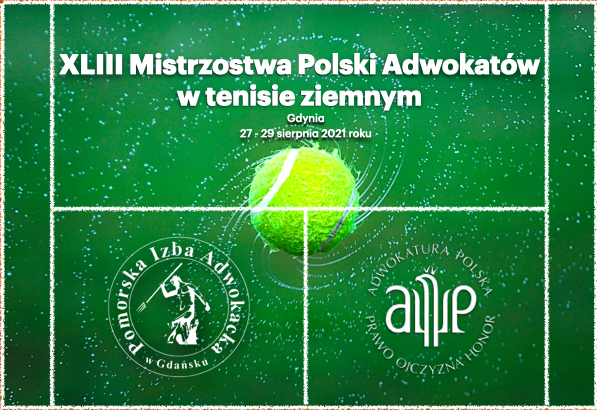 XLIII Mistrzostwa Polski Adwokatów
w tenisie ziemnym
Gdynia
27 - 29 sierpnia 2021 roku
Pomorska Izba Adwokacka
w Gdańsku
ADWOKATURA POLSKA
PRAWO OJCZYZNA HONOR